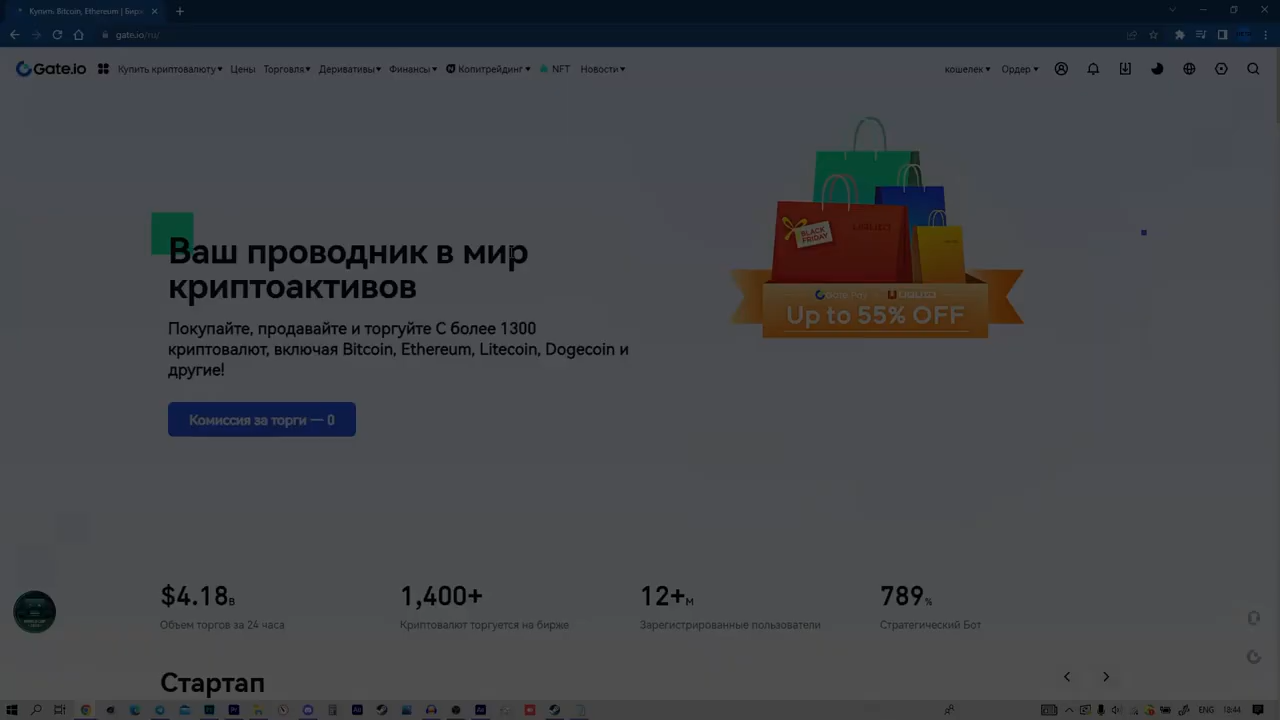 Купить Bitcoin, Ethereum | Бирж
gate.io/ru/
Gate.io
Купить криптовалюту
Цены
Торговля
Деривативы
Финансы
Копитрейдинг
NFT
Новости
кошелек
Ордер
BLACK
FRIDAY
Gate Pay
UQUID
Up to 55% OFF
Ваш проводник в мир
криптоактивов
Покупайте, продавайте и торгуйте С более 1300
криптовалют, включая Bitcoin, Ethereum, Litecoin, Dogecoin и
другие!
Комиссия за торги — 0
$4.18B
Объем торгов за 24 часа
1,400+
Криптовалют торгуется на бирже
12+M
Зарегистрированные пользователи
789%
Стратегический Бот
Стартап
ENG
18:44